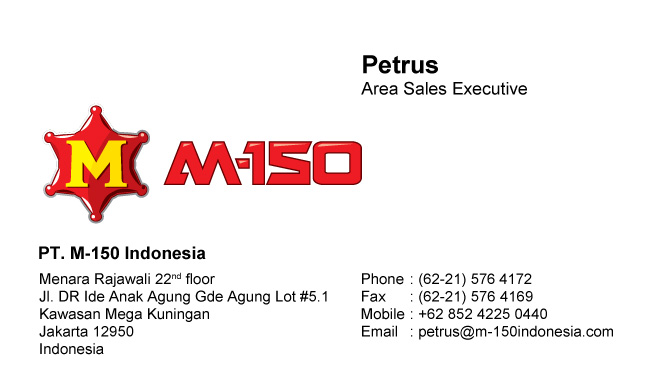 Petrus
Area Sales Executive
M M-150
PT. M-150 Indonesia
Menara Rajawali 22nd floor
Jl. DR Ide Anak Agung Gde Agung Lot #5.1
Kawasan Mega Kuningan
Jakarta 12950
Indonesia
Phone : (62-21) 576 4172
Fax : (62-21) 576 4169
Mobile : +62 852 4225 0440
Email : petrus@m-150indonesia.com